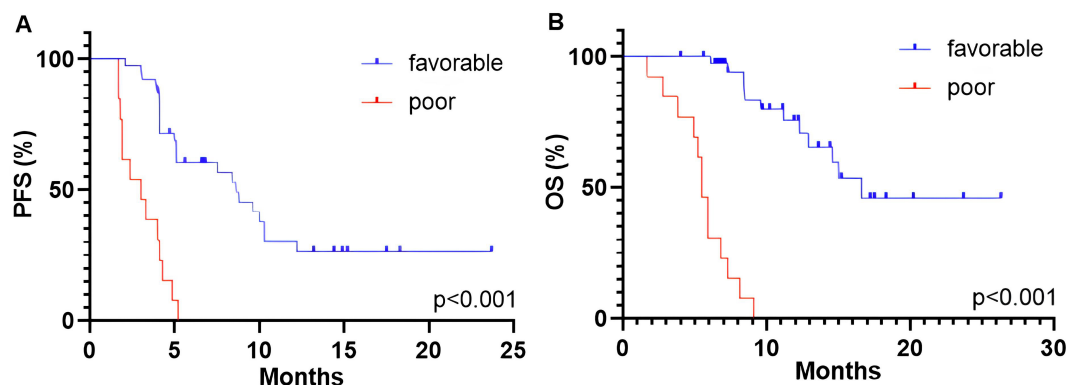 A
PFS (%)
100
50
0
favorable
poor
p<0.001
0 5 10 15 20 25
Months
B
OS (%)
100
50
0
favorable
poor
p<0.001
0 10 20 30
Months